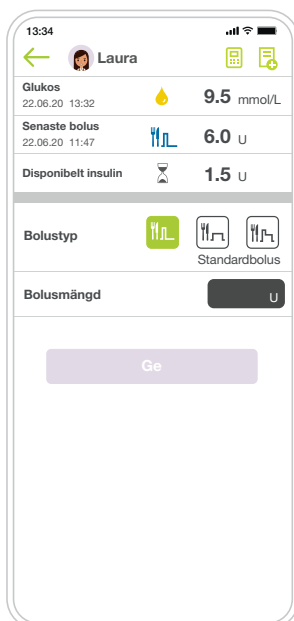 13:34
Laura
Glukos
22.06.20 13:32
9.5 mmol/L
Senaste bolus
22.06.20 11:47
6.0 U
Disponibelt insulin
1.5 U
Bolustyp
Standardbolus
Bolusmängd
U
Ge